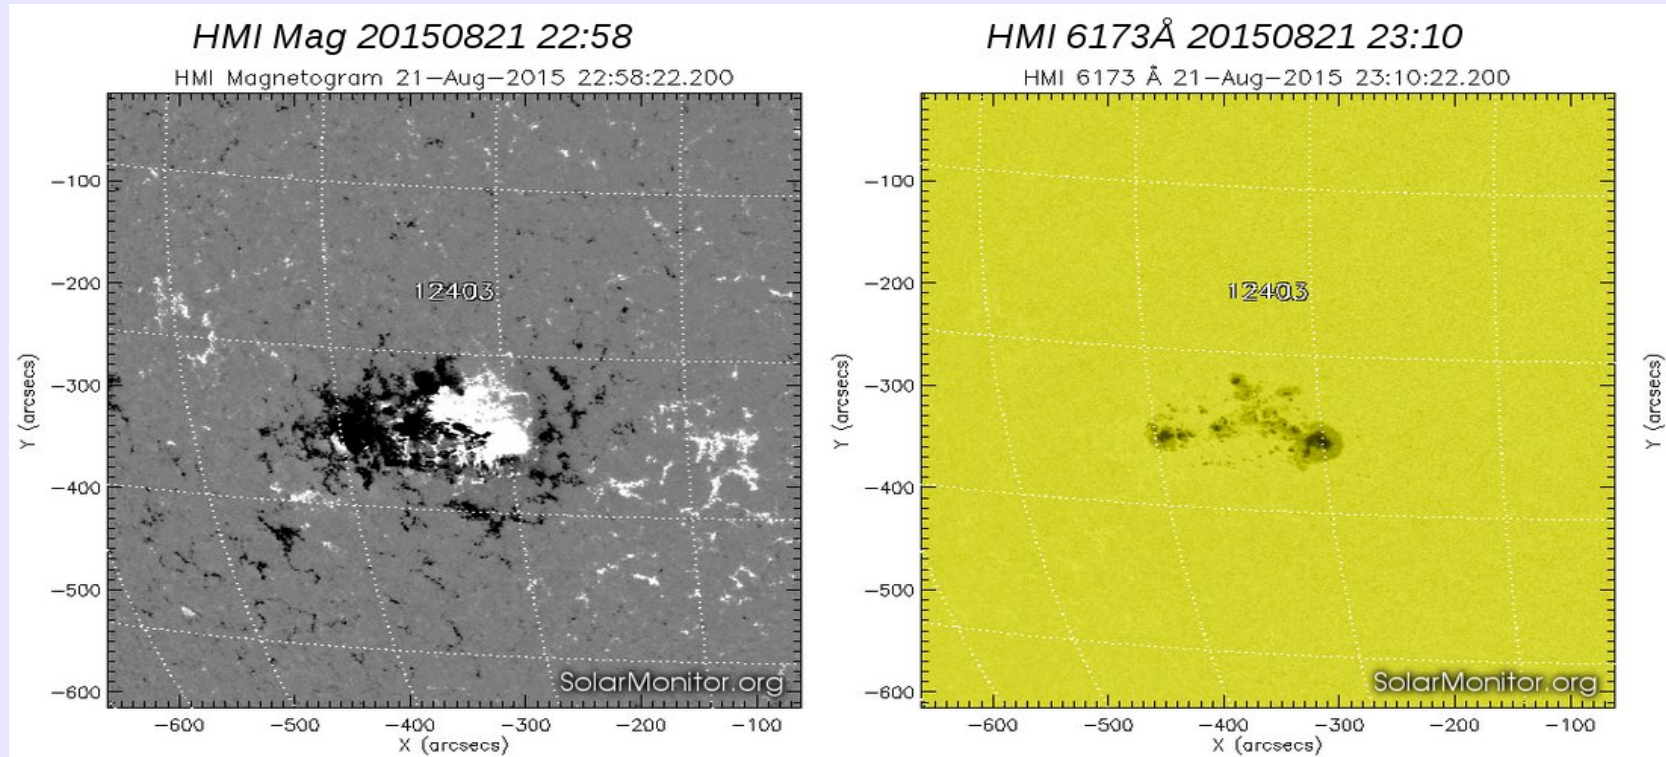 HMI Mag 20150821 22:58
HMI Magnetogram 21-Aug-2015 22:58:22.200
-100
-200
-300
-400
-500
-600
Y (arcsecs)
12403
SolarMonitor.org
-600 -500 -400 -300 -200 -100
X (arcsecs)
HMI 6173Å 20150821 23:10
HMI 6173 Å 21-Aug-2015 23:10:22.200
-100
-200
-300
-400
-500
-600
Y (arcsecs)
12403
SolarMonitor.org
-600 -500 -400 -300 -200 -100
X (arcsecs)
Y (arcsecs)